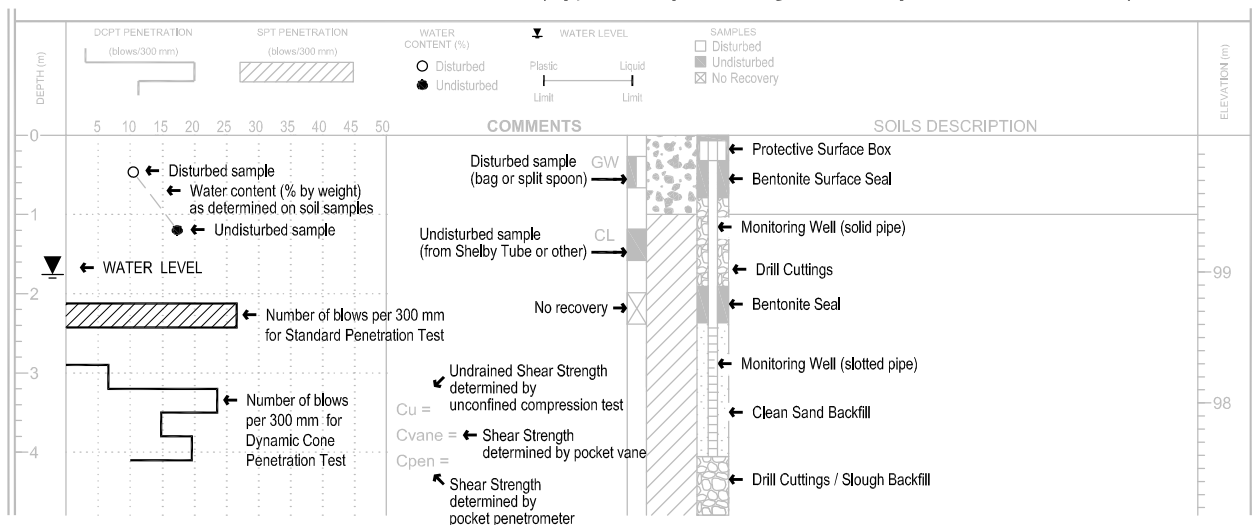 DCPT PENETRATION
(blows/300 mm)
SPT PENETRATION
(blows/300 mm)
WATER
CONTENT (%)
Disturbed
Undisturbed
WATER LEVEL
Plastic
Limit
Liquid
Limit
SAMPLES
Disturbed
Undisturbed
No Recovery
DEPTH (m)
ELEVATION (m)
5 10 15 20 25 30 35 40 45 50
COMMENTS
SOILS DESCRIPTION
0
1
2
3
4
Disturbed sample
Water content (% by weight)
as determined on soil samples
Undisturbed sample
WATER LEVEL
Number of blows per 300 mm
for Standard Penetration Test
Number of blows
per 300 mm for
Dynamic Cone
Penetration Test
Disturbed sample
(bag or split spoon)
GW
Undisturbed sample
(from Shelby Tube or other)
CL
No recovery
Undrained Shear Strength
determined by
unconfined compression test
Cu =
Cvane =
Shear Strength
determined by pocket vane
Cpen =
Shear Strength
determined by
pocket penetrometer
Protective Surface Box
Bentonite Surface Seal
Monitoring Well (solid pipe)
Drill Cuttings
Bentonite Seal
Monitoring Well (slotted pipe)
Clean Sand Backfill
Drill Cuttings / Slough Backfill
99
98